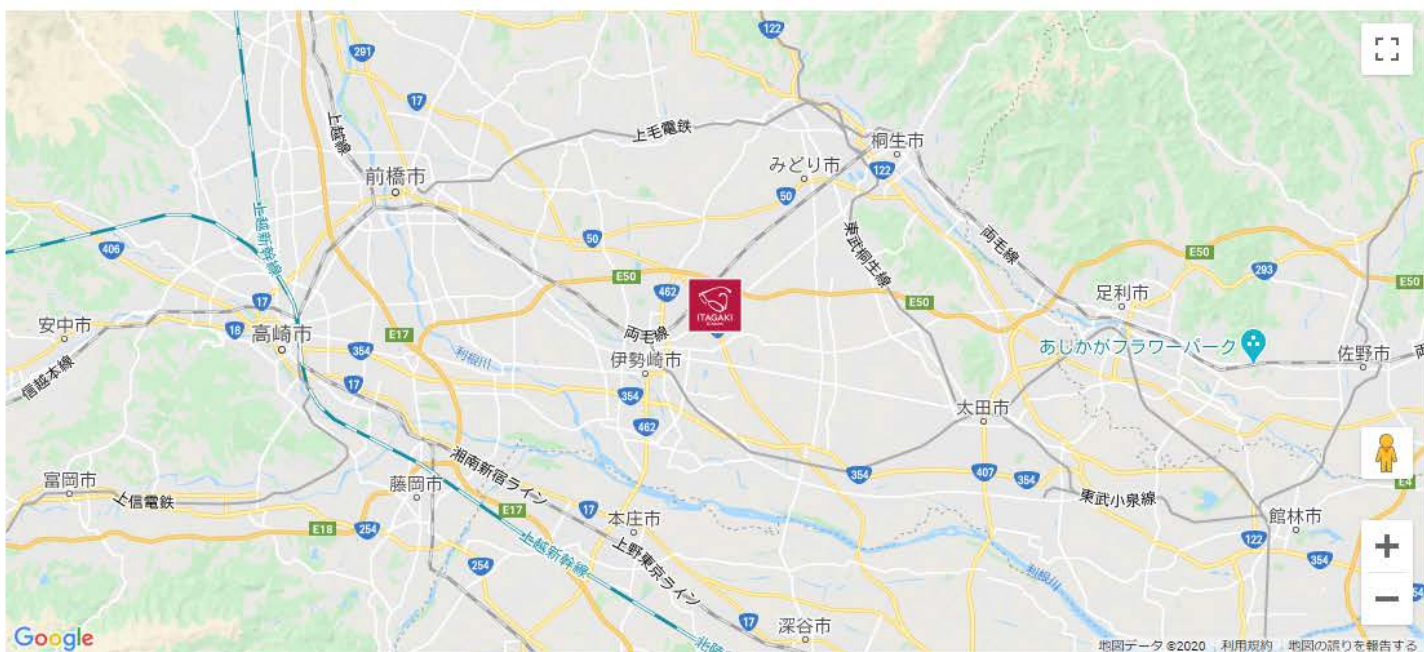 122
291
17
上毛電鉄
上越線
桐生市
みどり市
122
前橋市
50
上越新幹線
東武桐生線
両毛線
406
50
E50
E50
293
E50
462
17
ITAGAKI
E50
足利市
安中市
18
高崎市
E17
両毛線
あしかがフラワーパーク
佐野市
354
利根川
伊勢崎市
信越本線
17
354
太田市
462
湘南新宿ライン
354
407
354
富岡市
上信電鉄
藤岡市
東武小泉線
E4
E17
17
本庄市
館林市
E18
254
上越新幹線
上野東京ライン
122
354
254
利根川
54
17
深谷市
北陸
Google
地図データ ©2020 利用規約 地図の誤りを報告する